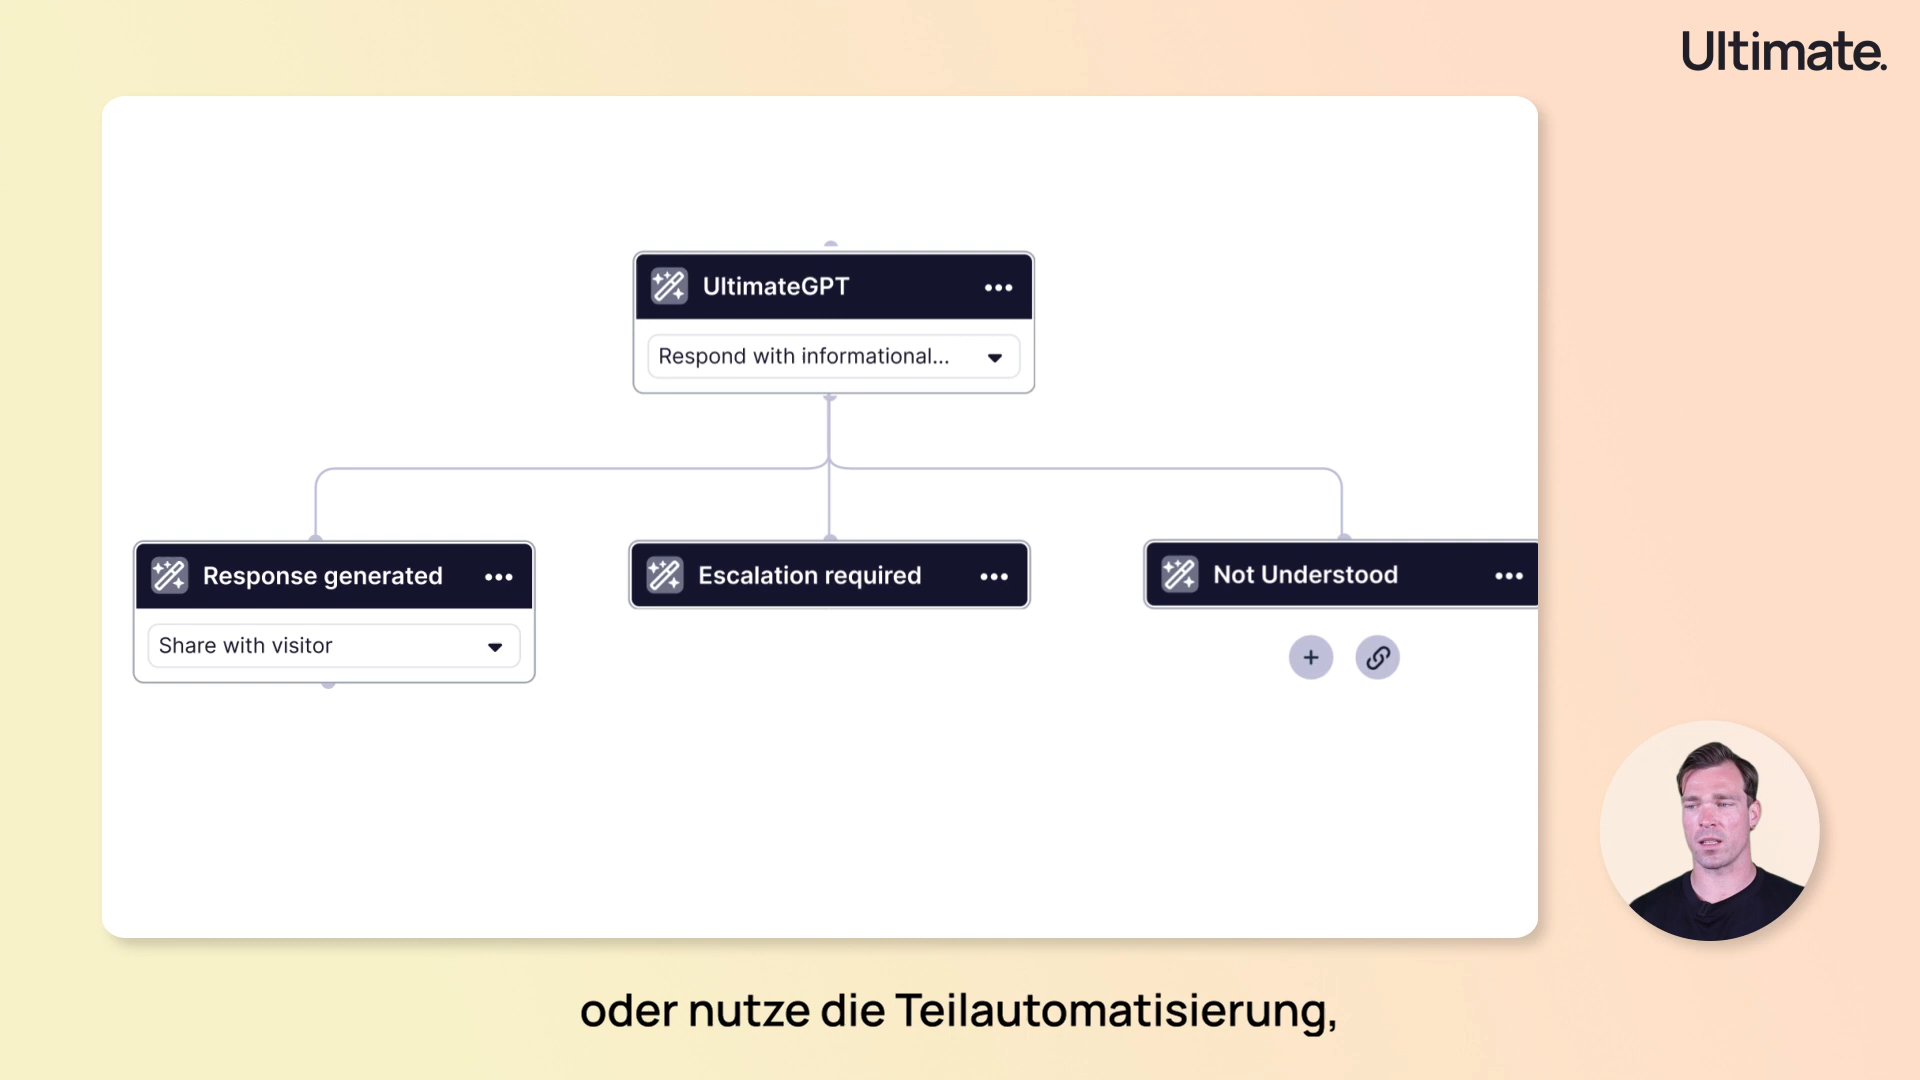 Ultimate.
UltimateGPT
Respond with informational...
Response generated
Share with visitor
Escalation required
Not Understood
oder nutze die Teilautomatisierung,